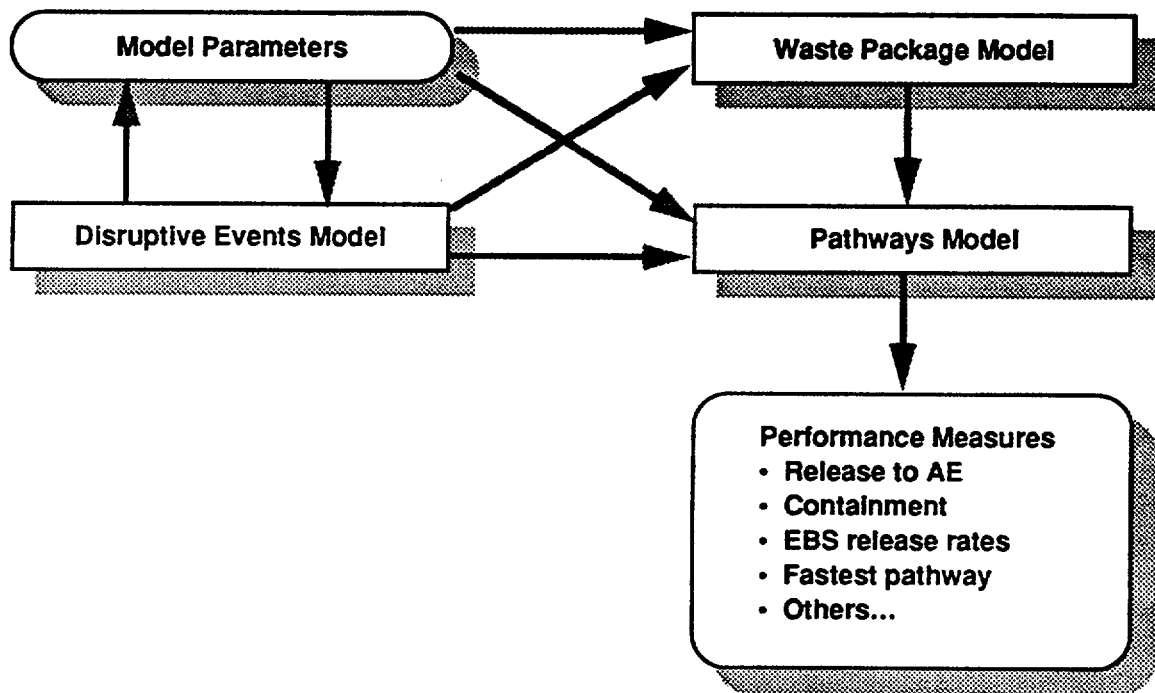 Model Parameters
Waste Package Model
Disruptive Events Model
Pathways Model
Performance Measures
• Release to AE
• Containment
• EBS release rates
• Fastest pathway
• Others...